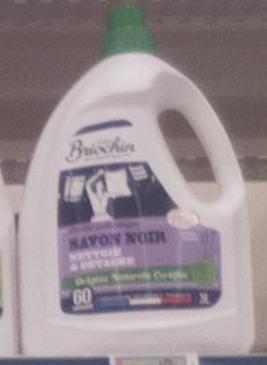 Briochin
SAVON NOIR
NETTOIE
& DÉTACHE
Origine Naturelle Certifiée
60
3L